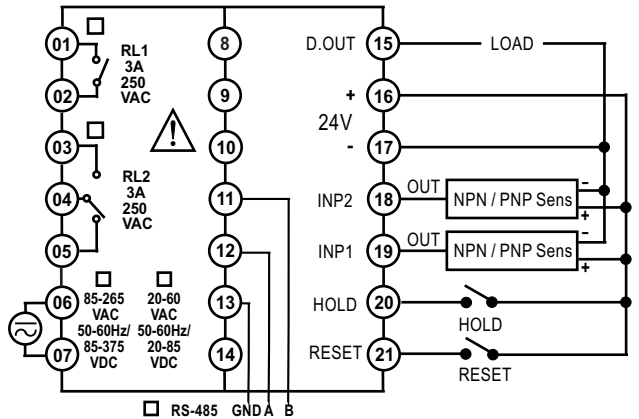 01
RL1
3A
250
VAC
02
03
RL2
3A
250
VAC
04
05
06
85-265
VAC
50-60Hz/
85-375
VDC
20-60
VAC
50-60Hz/
20-85
VDC
07
8
9
10
11
12
13
14
D.OUT 15 LOAD
+ 16
24V
- 17
INP2 18 OUT NPN / PNP Sens - +
INP1 19 OUT NPN / PNP Sens - +
HOLD 20 HOLD
RESET 21 RESET
RS-485 GND A B